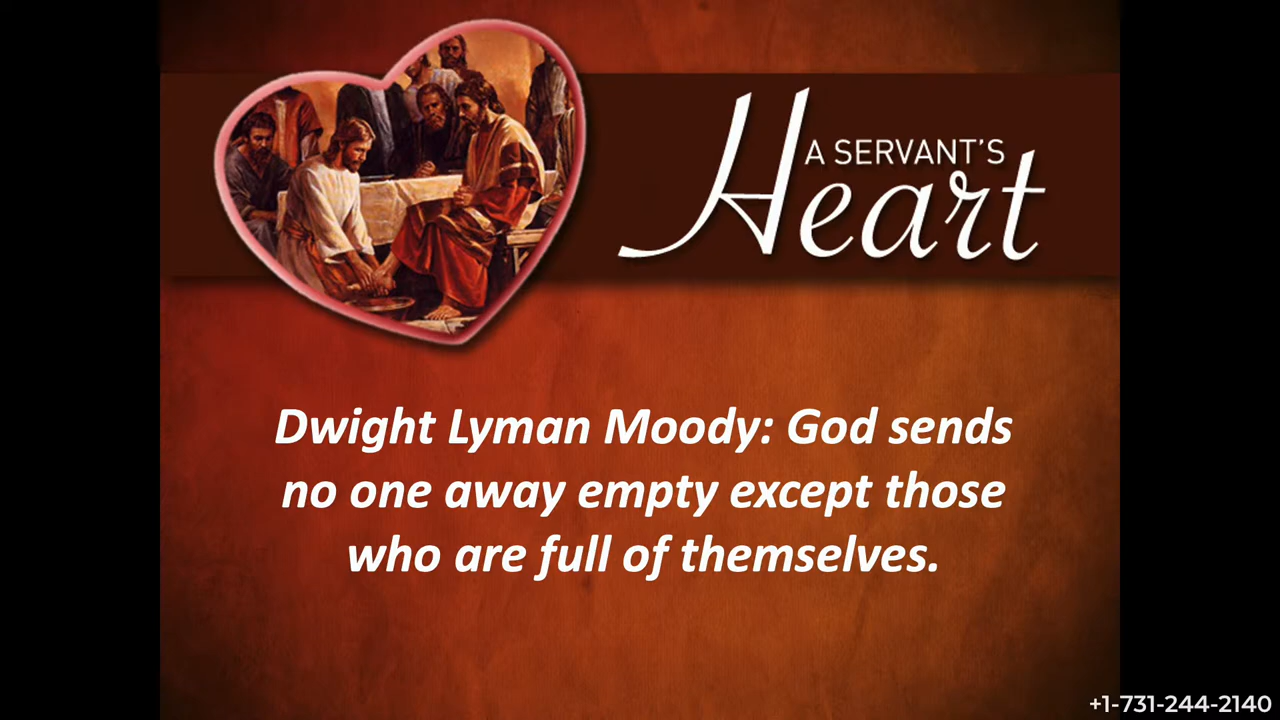 A SERVANT'S
Heart
Dwight Lyman Moody: God sends
no one away empty except those
who are full of themselves.
+1-731-244-2140